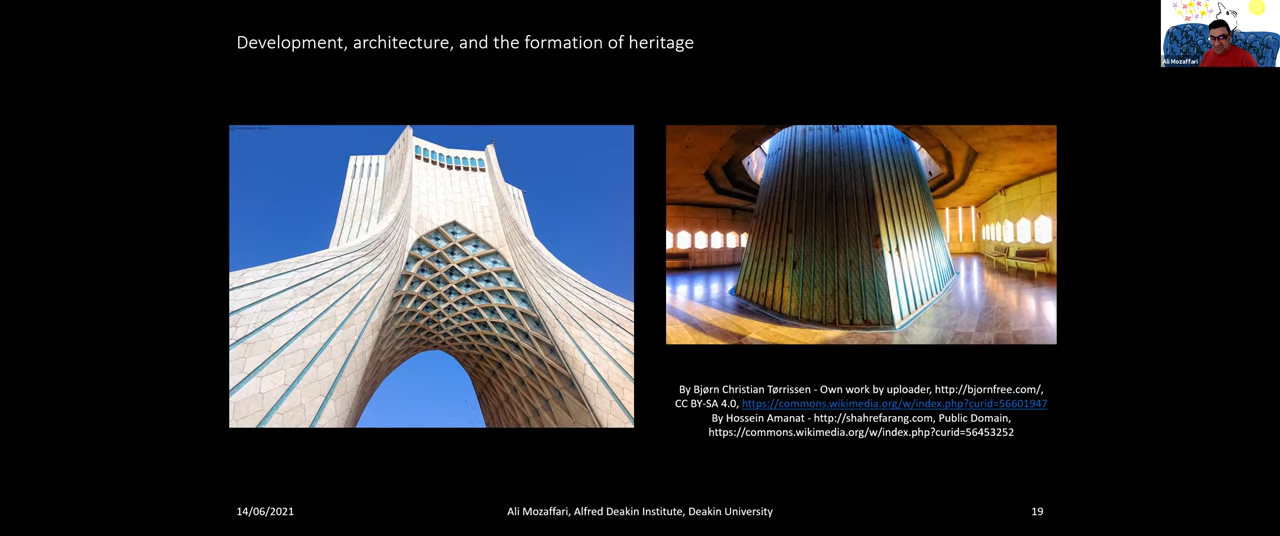 Development, architecture, and the formation of heritage
Ali Mozaffari
By Bjørn Christian Tørrissen - Own work by uploader, http://bjornfree.com/,
CC BY-SA 4.0, https://commons.wikimedia.org/w/index.php?curid=56601947
By Hossein Amanat - http://shahrefarang.com, Public Domain,
https://commons.wikimedia.org/w/index.php?curid=56453252
14/06/2021
Ali Mozaffari, Alfred Deakin Institute, Deakin University
19